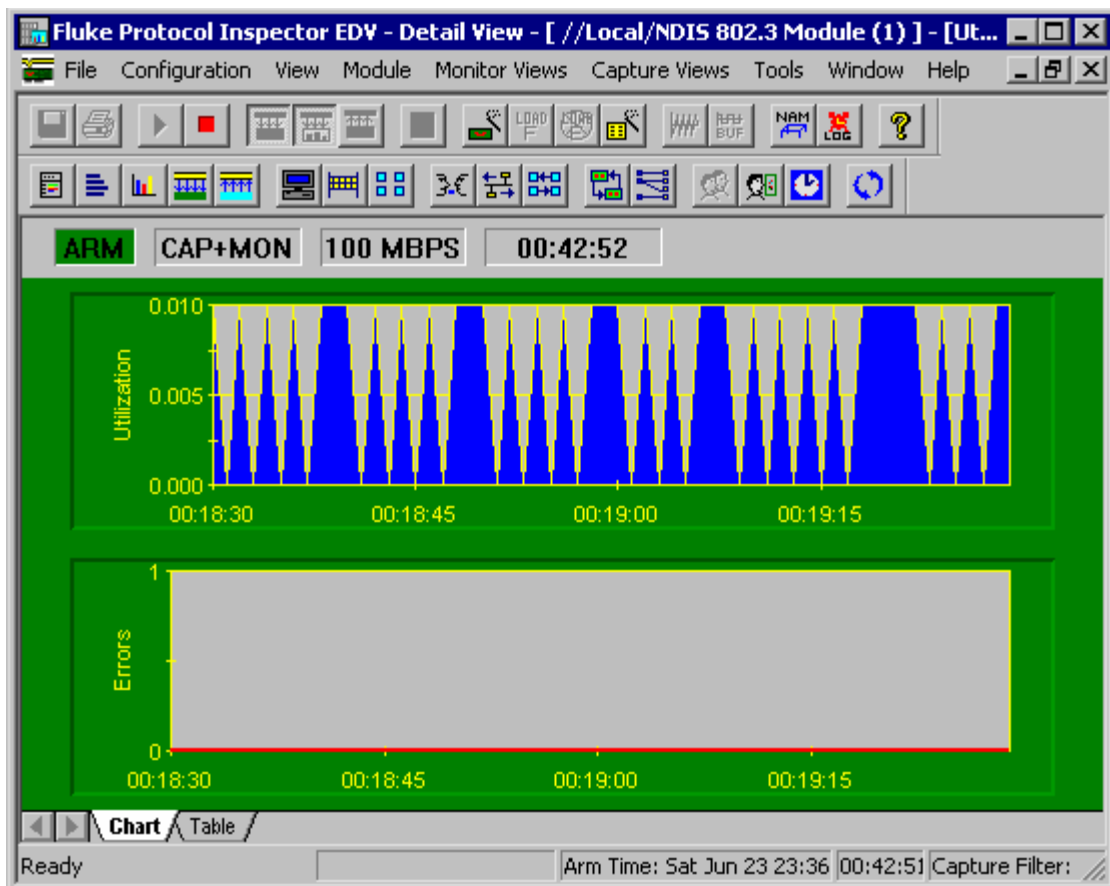 Fluke Protocol Inspector EDV - Detail View - [ //Local/NDIS 802.3 Module (1) ] - [Ut...
File Configuration View Module Monitor Views Capture Views Tools Window Help
LOAD
BUF
NAM
LOG
ARM CAP+MON 100 MBPS 00:42:52
0.010
Utilization
0.005
0.000
00:18:30 00:18:45 00:19:00 00:19:15
1
Errors
0
00:18:30 00:18:45 00:19:00 00:19:15
Chart Table
Ready Arm Time: Sat Jun 23 23:36 00:42:51 Capture Filter: